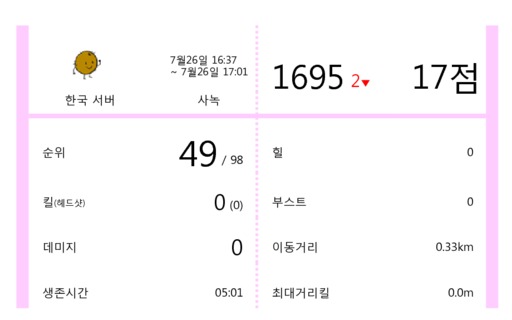 7월26일 16:37
~ 7월26일 17:01
한국 서버
사녹
1695 2▼
17점
순위
49 / 98
킬(헤드샷)
0 (0)
데미지
0
생존시간
05:01
힐
0
부스트
0
이동거리
0.33km
최대거리킬
0.0m